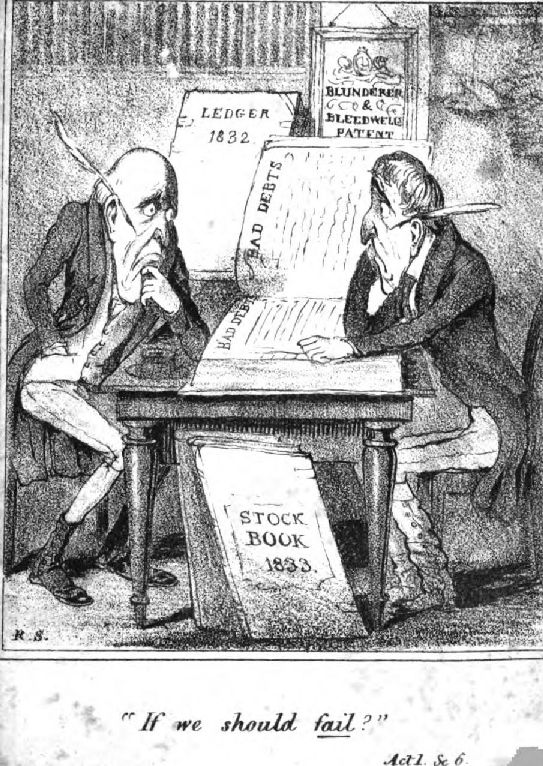 BLUNDERER
&
BLEEDWELL
PATENT
LEDGER
1832
BAD DEBTS
BAD DEBT
STOCK
BOOK
1833.
R.S.
"If we should fail?"
Act 1. Sc 6.